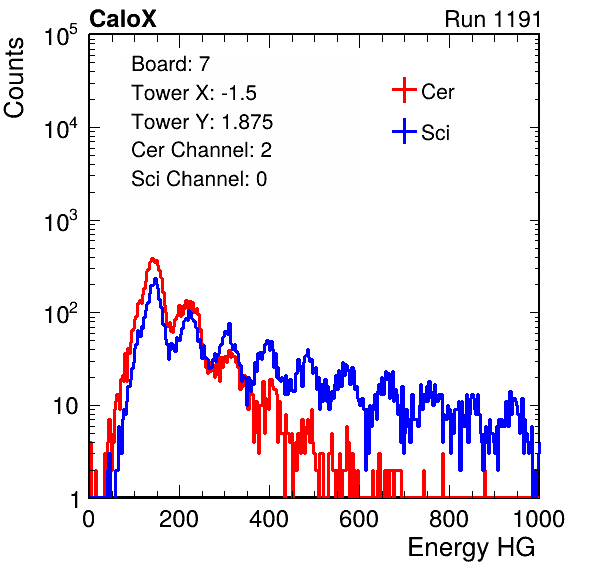 CaloX Run 1191
Counts
Board: 7
Tower X: -1.5
Tower Y: 1.875
Cer Channel: 2
Sci Channel: 0
Cer
Sci
10^5
10^4
10^3
10^2
10
1
0 200 400 600 800 1000
Energy HG